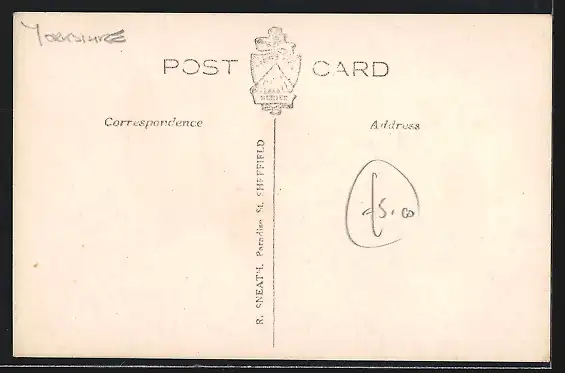 Yorkshire
POST CARD
Correspondence
Address
R. SNEATH, Paradise St. SHEFFIELD
£5.00